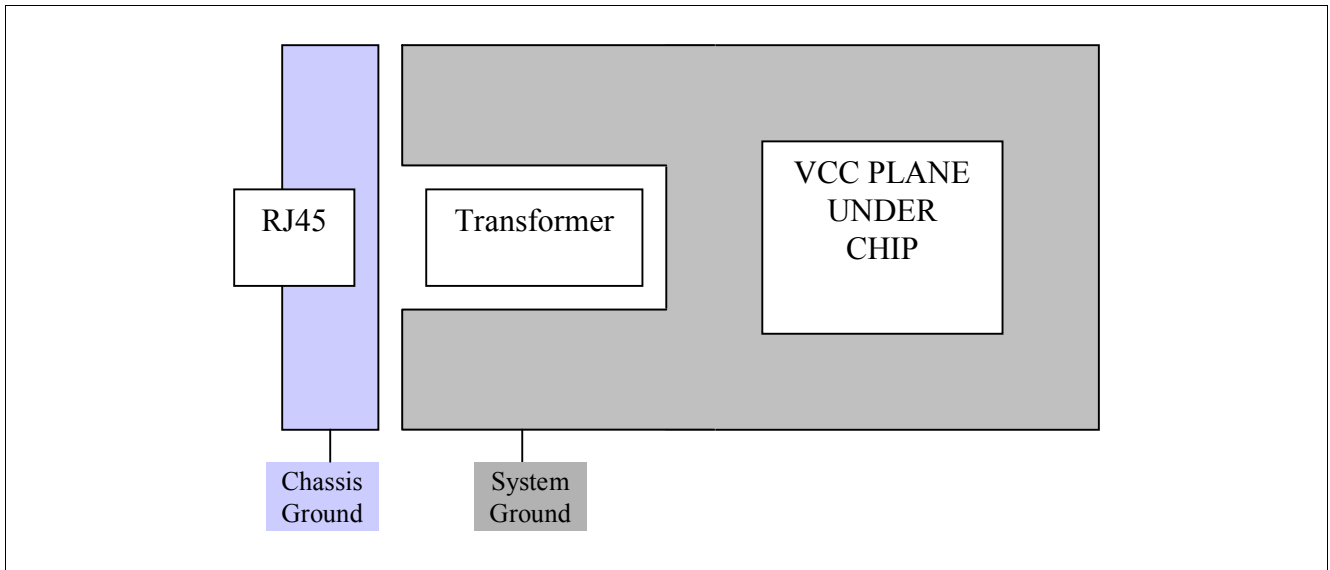 RJ45
Transformer
VCC PLANE
UNDER
CHIP
Chassis
Ground
System
Ground